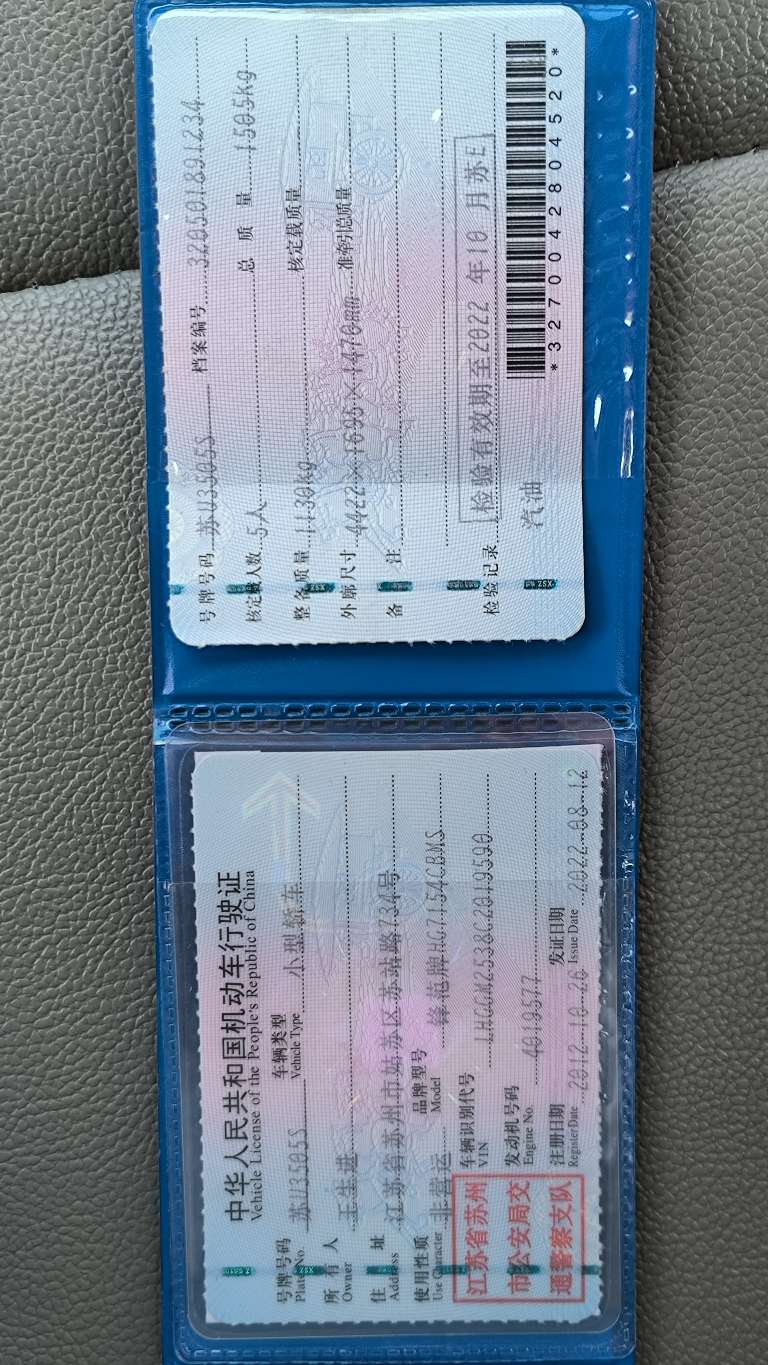 中华人民共和国机动车行驶证
Vehicle License of the People's Republic of China
号牌号码 Plate No. 苏U3505S 车辆类型 Vehicle Type 小型轿车
所有人 Owner 王生进
住址 Address 江苏省苏州市姑苏区苏站路734号
使用性质 Use Character 非营运 品牌型号 Model 锋范牌HG7154CBMS
车辆识别代号 VIN LHGGM2538C2019590
发动机号码 Engine No. 4019577
注册日期 Register Date 2012-10-26 发证日期 Issue Date 2022-08-12
江苏省苏州
市公安局交
通警察支队
号牌号码 苏U3505S 档案编号 320501891234
核定载人数 5人 总质量 1505kg
整备质量 1130kg 核定载质量
外廓尺寸 4422×1695×1470mm 准牵引总质量
备注
检验有效期至2022年10月苏E
检验记录
汽油
*3270042804520*